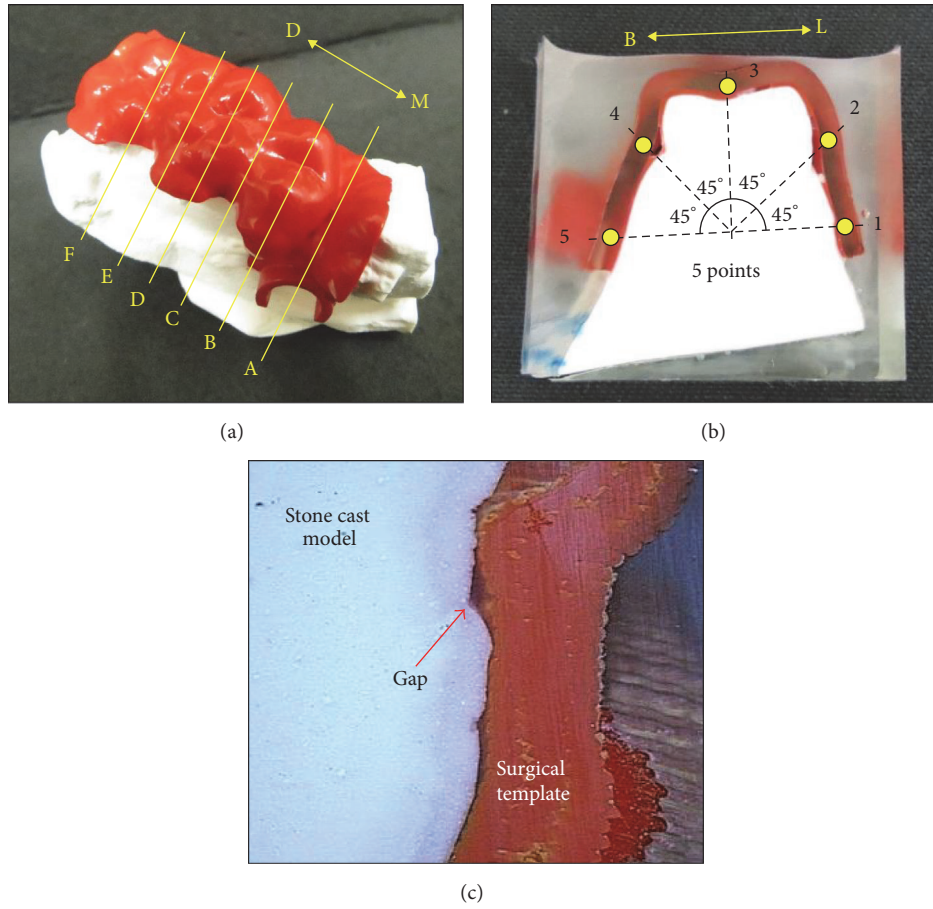 D
M
F
E
D
C
B
A
(a)
B
L
3
4
2
45°
45°
45°
45°
5
1
5 points
(b)
Stone cast
model
Gap
Surgical
template
(c)